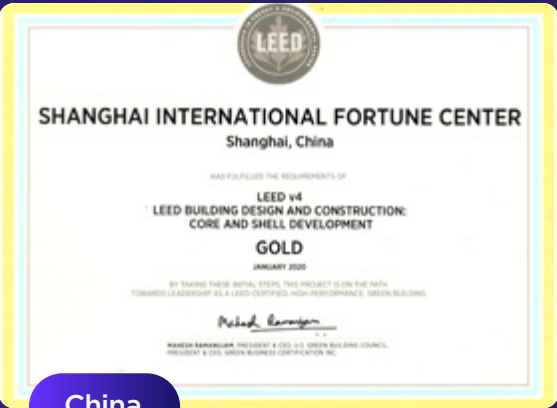 LEED
SHANGHAI INTERNATIONAL FORTUNE CENTER
Shanghai, China
HAS FULFILLED THE REQUIREMENTS OF
LEED v4
LEED BUILDING DESIGN AND CONSTRUCTION:
CORE AND SHELL DEVELOPMENT
GOLD
JANUARY 2020
BY TAKING THESE INITIAL STEPS, THIS PROJECT IS ON THE PATH
TOWARDS LEADERSHIP AS A LEED-CERTIFIED, HIGH-PERFORMANCE, GREEN BUILDING.
MAHESH RAMANUJAM, PRESIDENT & CEO, U.S. GREEN BUILDING COUNCIL,
PRESIDENT & CEO, GREEN BUSINESS CERTIFICATION INC.
China